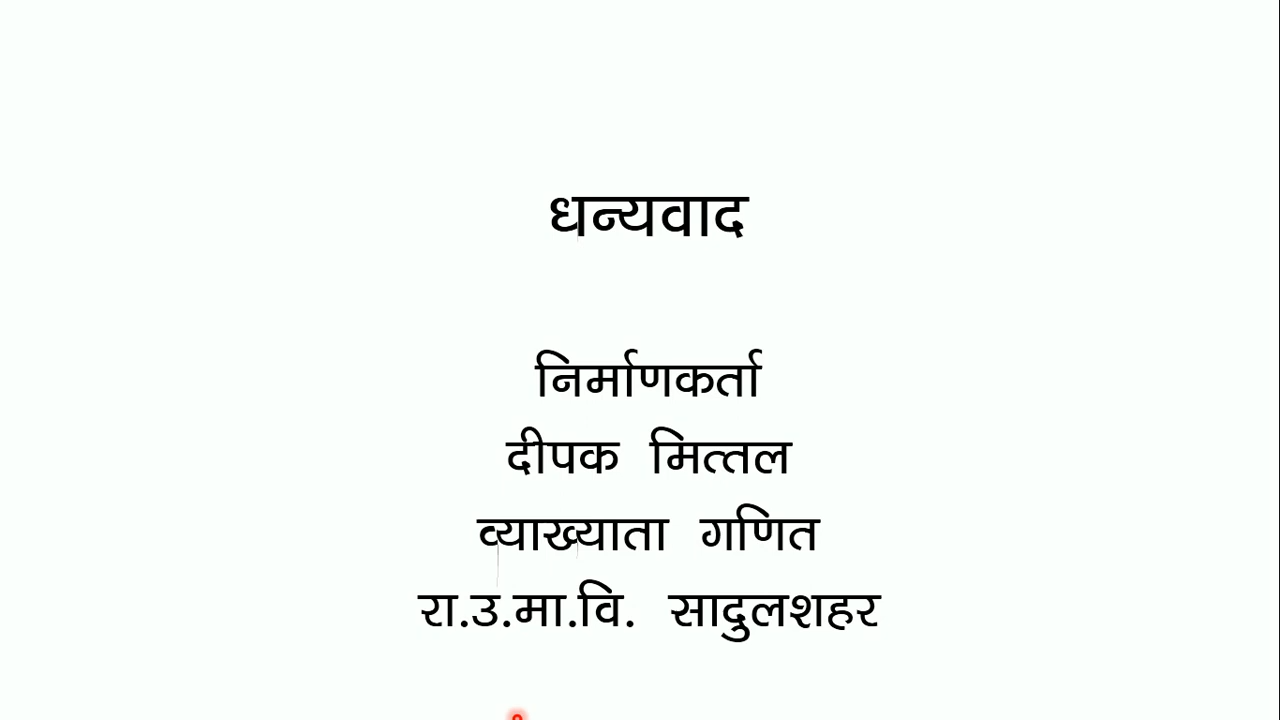 धन्यवाद
निर्माणकर्ता
दीपक मित्तल
व्याख्याता गणित
रा.उ.मा.वि. सादुलशहर